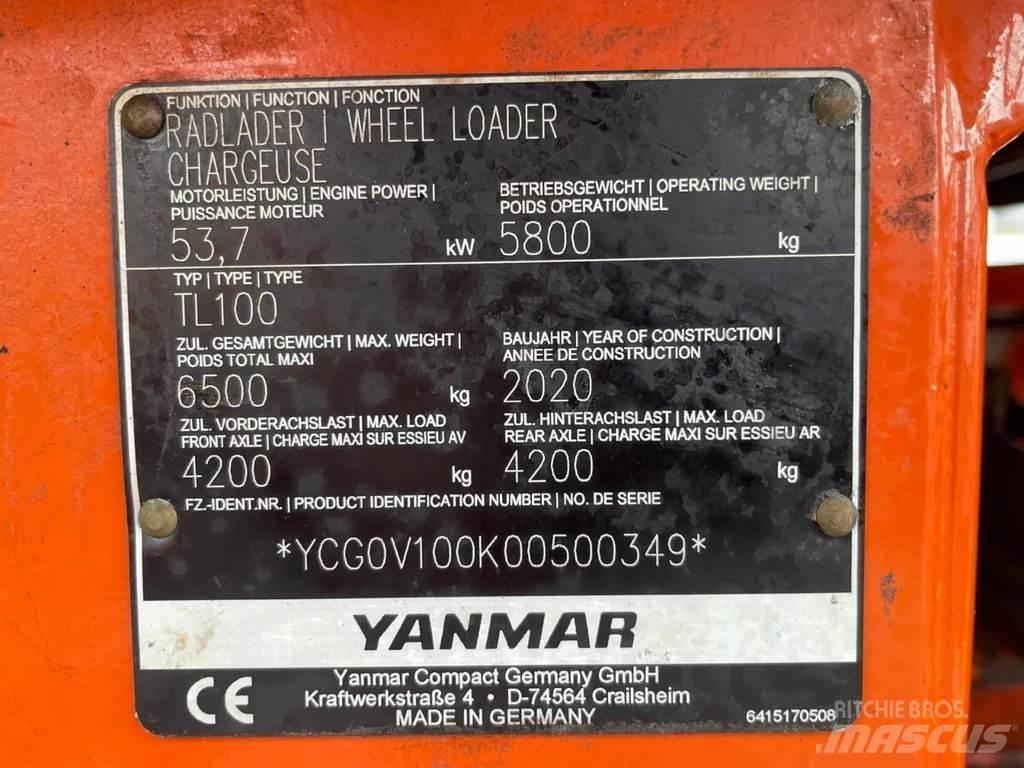 FUNKTION | FUNCTION | FONCTION
RADLADER | WHEEL LOADER
CHARGEUSE
MOTORLEISTUNG | ENGINE POWER |
PUISSANCE MOTEUR
53,7 kW
BETRIEBSGEWICHT | OPERATING WEIGHT |
POIDS OPERATIONNEL
5800 kg
TYP | TYPE | TYPE
TL100
ZUL. GESAMTGEWICHT | MAX. WEIGHT |
POIDS TOTAL MAXI
6500 kg
BAUJAHR | YEAR OF CONSTRUCTION |
ANNEE DE CONSTRUCTION
2020
ZUL. VORDERACHSLAST | MAX. LOAD
FRONT AXLE | CHARGE MAXI SUR ESSIEU AV
4200 kg
ZUL. HINTERACHSLAST | MAX. LOAD
REAR AXLE | CHARGE MAXI SUR ESSIEU AR
4200 kg
FZ.-IDENT.NR. | PRODUCT IDENTIFICATION NUMBER | NO. DE SERIE
*YCG0V100K00500349*
YANMAR
CE
Yanmar Compact Germany GmbH
Kraftwerkstraße 4 • D-74564 Crailsheim
MADE IN GERMANY
6415170508
RITCHIE BROS.
MASCUS